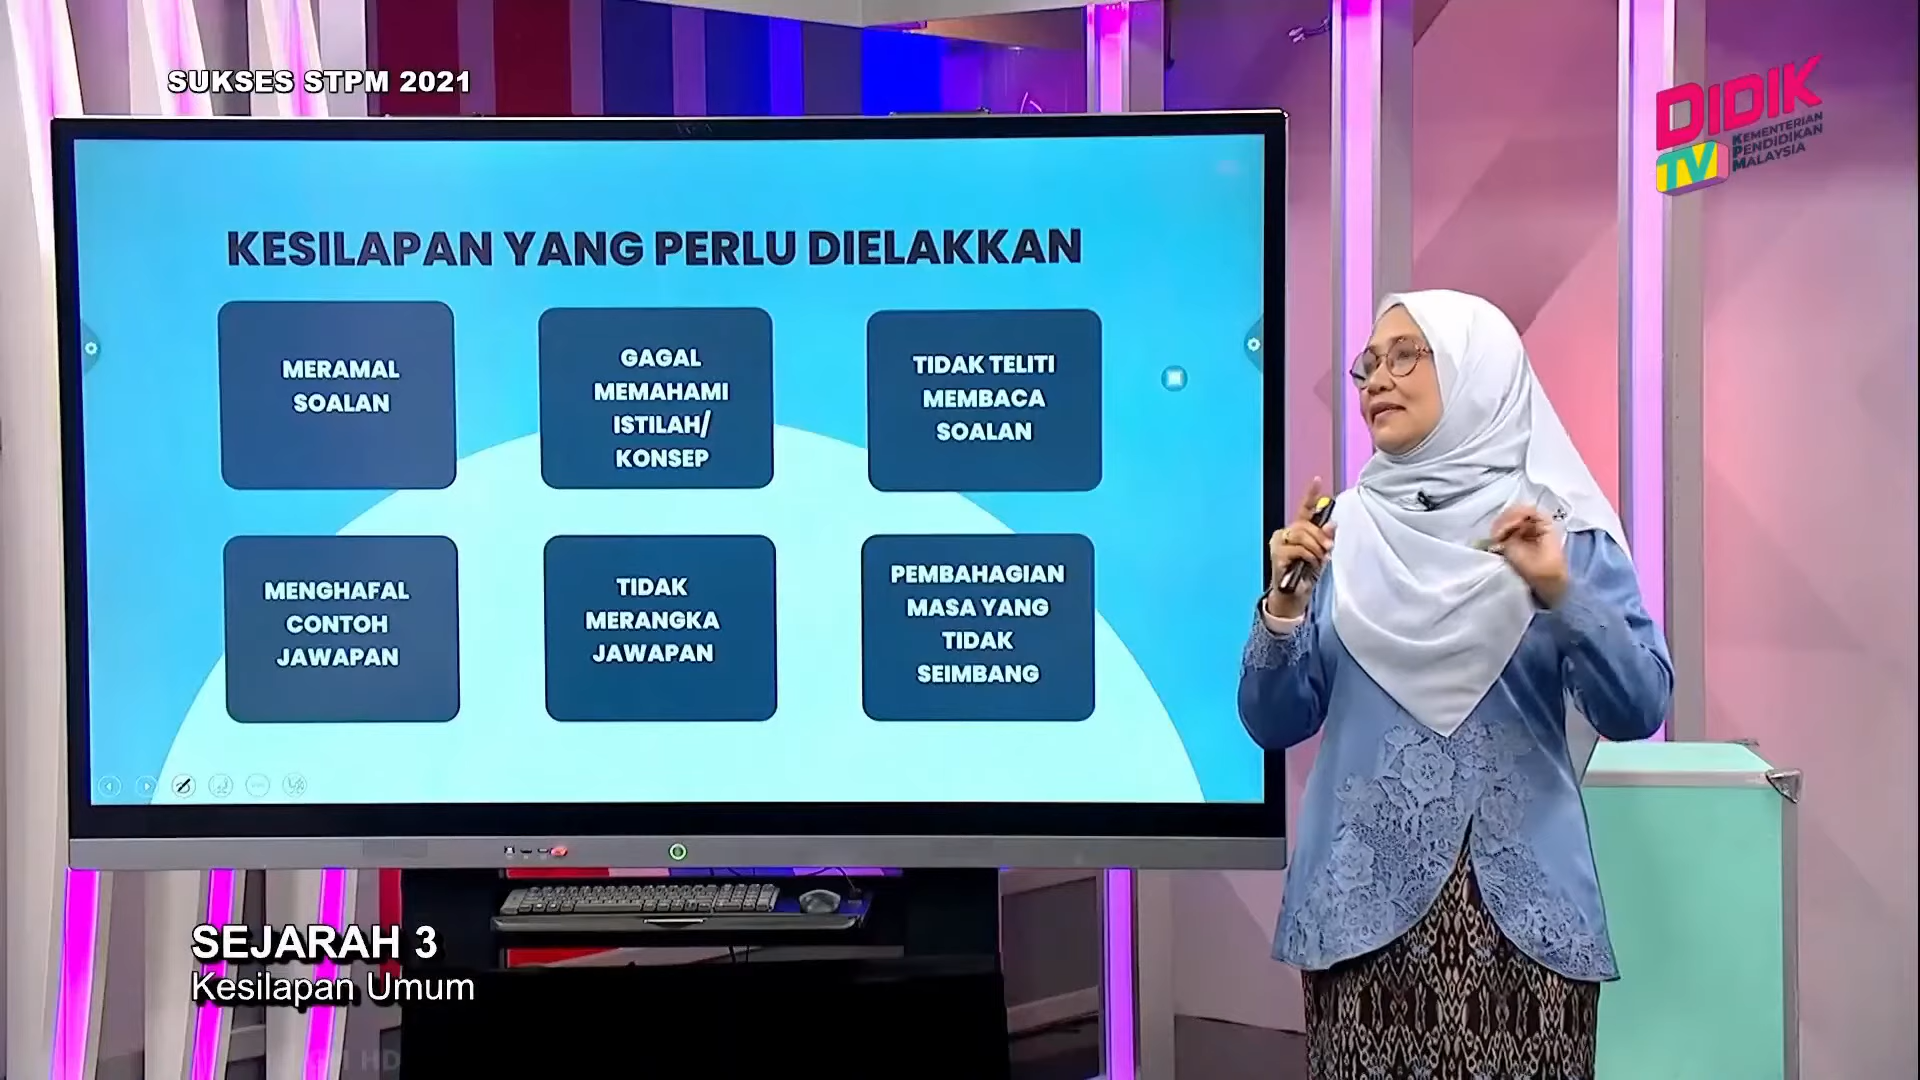 SUKSES STPM 2021
DIDIK
TV
KEMENTERIAN
PENDIDIKAN
MALAYSIA
KESILAPAN YANG PERLU DIELAKKAN
MERAMAL
SOALAN
GAGAL
MEMAHAMI
ISTILAH/
KONSEP
TIDAK TELITI
MEMBACA
SOALAN
MENGHAFAL
CONTOH
JAWAPAN
TIDAK
MERANGKA
JAWAPAN
PEMBAHAGIAN
MASA YANG
TIDAK
SEIMBANG
SEJARAH 3
Kesilapan Umum